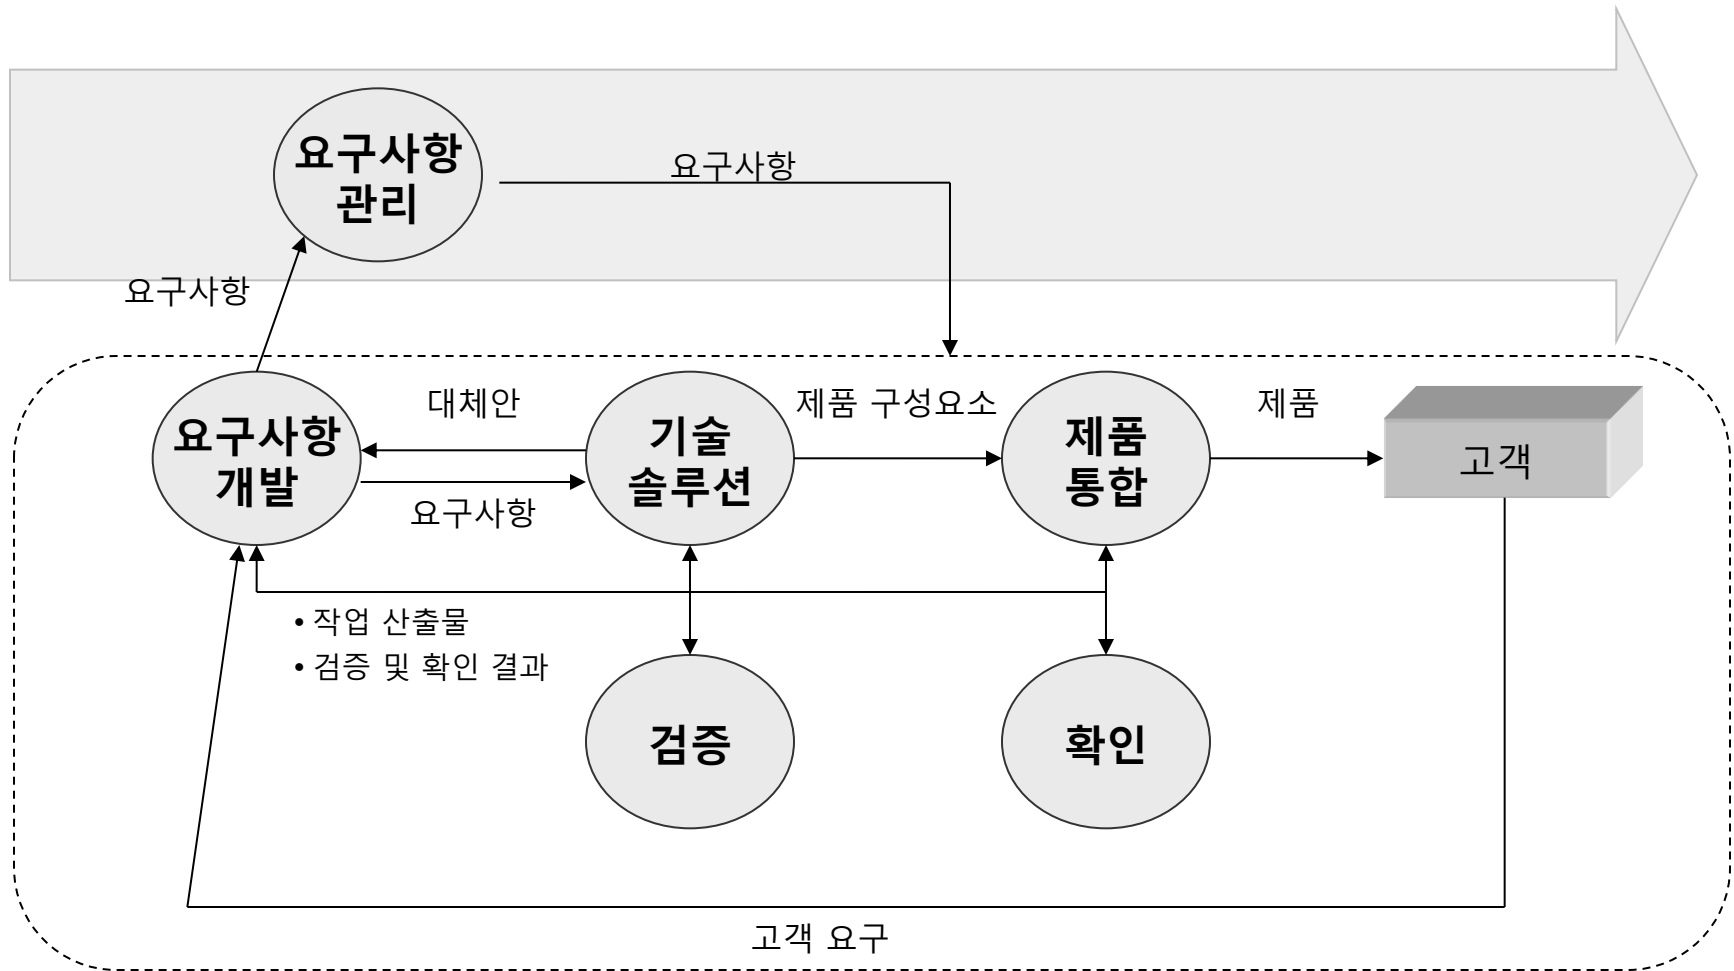 요구사항
관리
요구사항
요구사항
요구사항
개발
대체안
요구사항
기술
솔루션
제품 구성요소
제품
통합
제품
고객
• 작업 산출물
• 검증 및 확인 결과
검증
확인
고객 요구